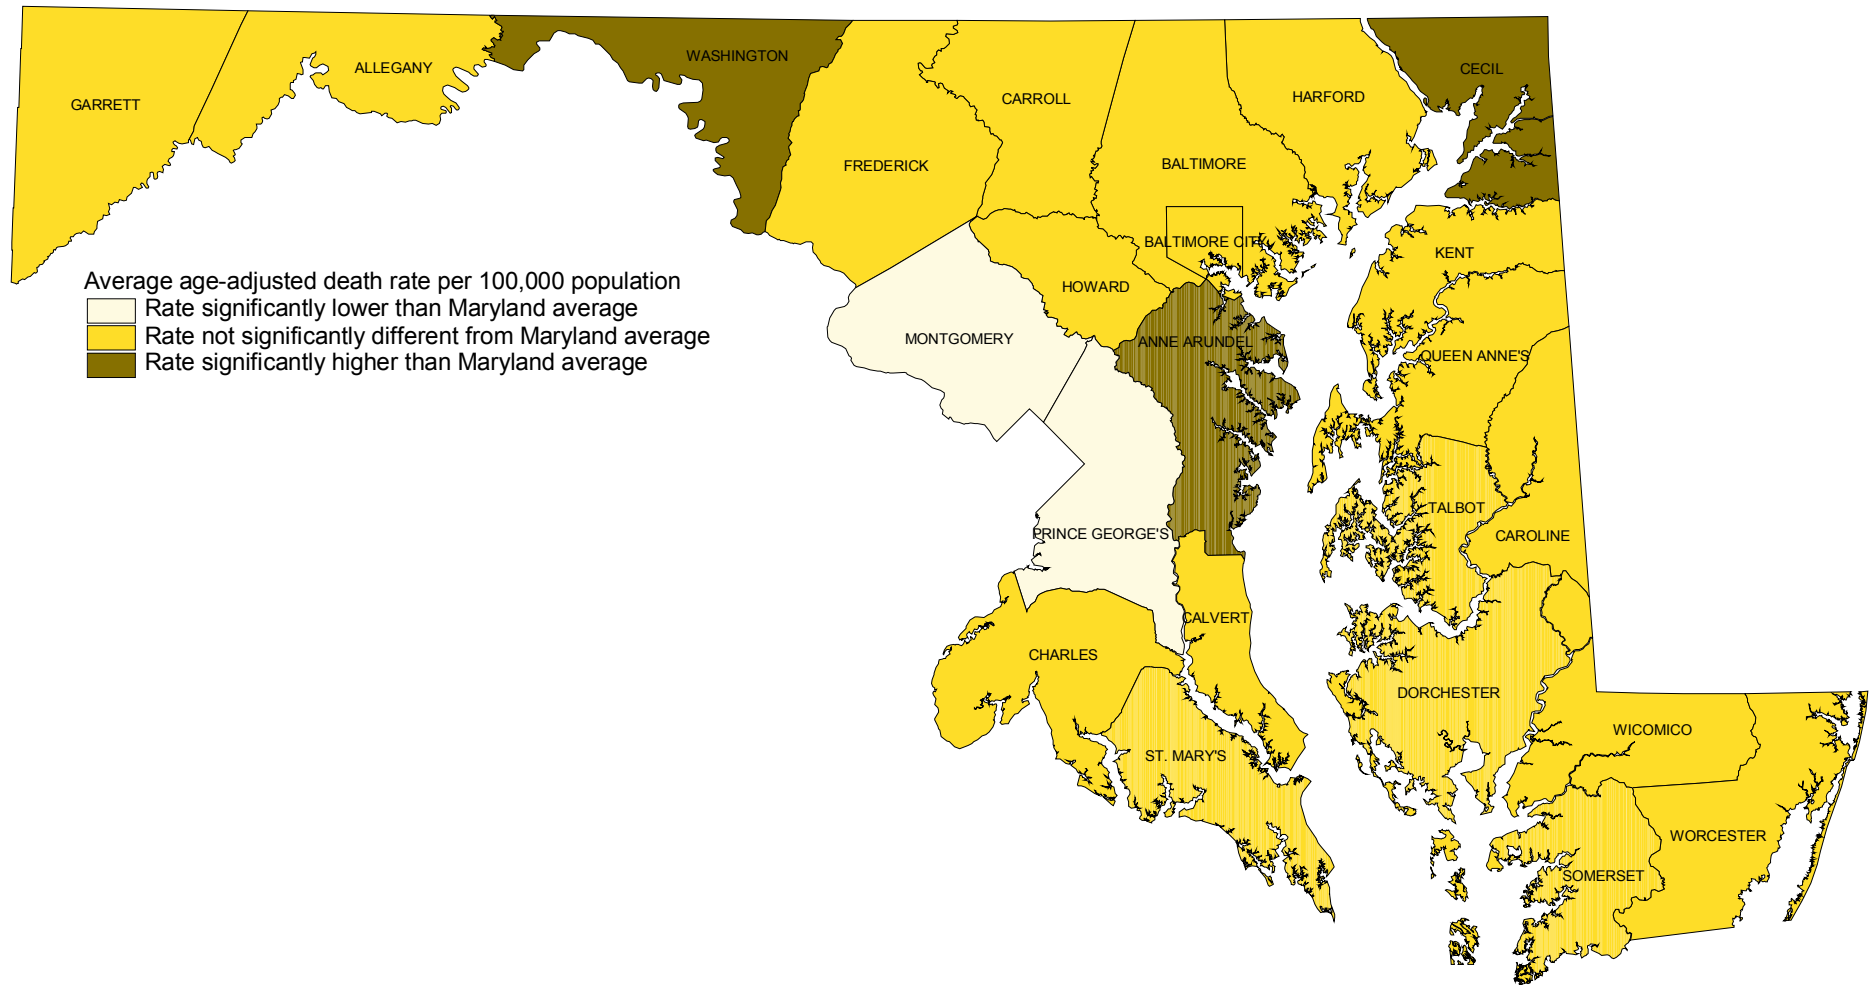 WASHINGTON
ALLEGANY
CECIL
GARRETT
CARROLL
HARFORD
FREDERICK
BALTIMORE
BALTIMORE CITY
KENT
Average age-adjusted death rate per 100,000 population
Rate significantly lower than Maryland average
Rate not significantly different from Maryland average
Rate significantly higher than Maryland average
HOWARD
MONTGOMERY
ANNE ARUNDEL
QUEEN ANNE'S
TALBOT
PRINCE GEORGE'S
CAROLINE
CALVERT
CHARLES
DORCHESTER
WICOMICO
ST. MARY'S
WORCESTER
SOMERSET